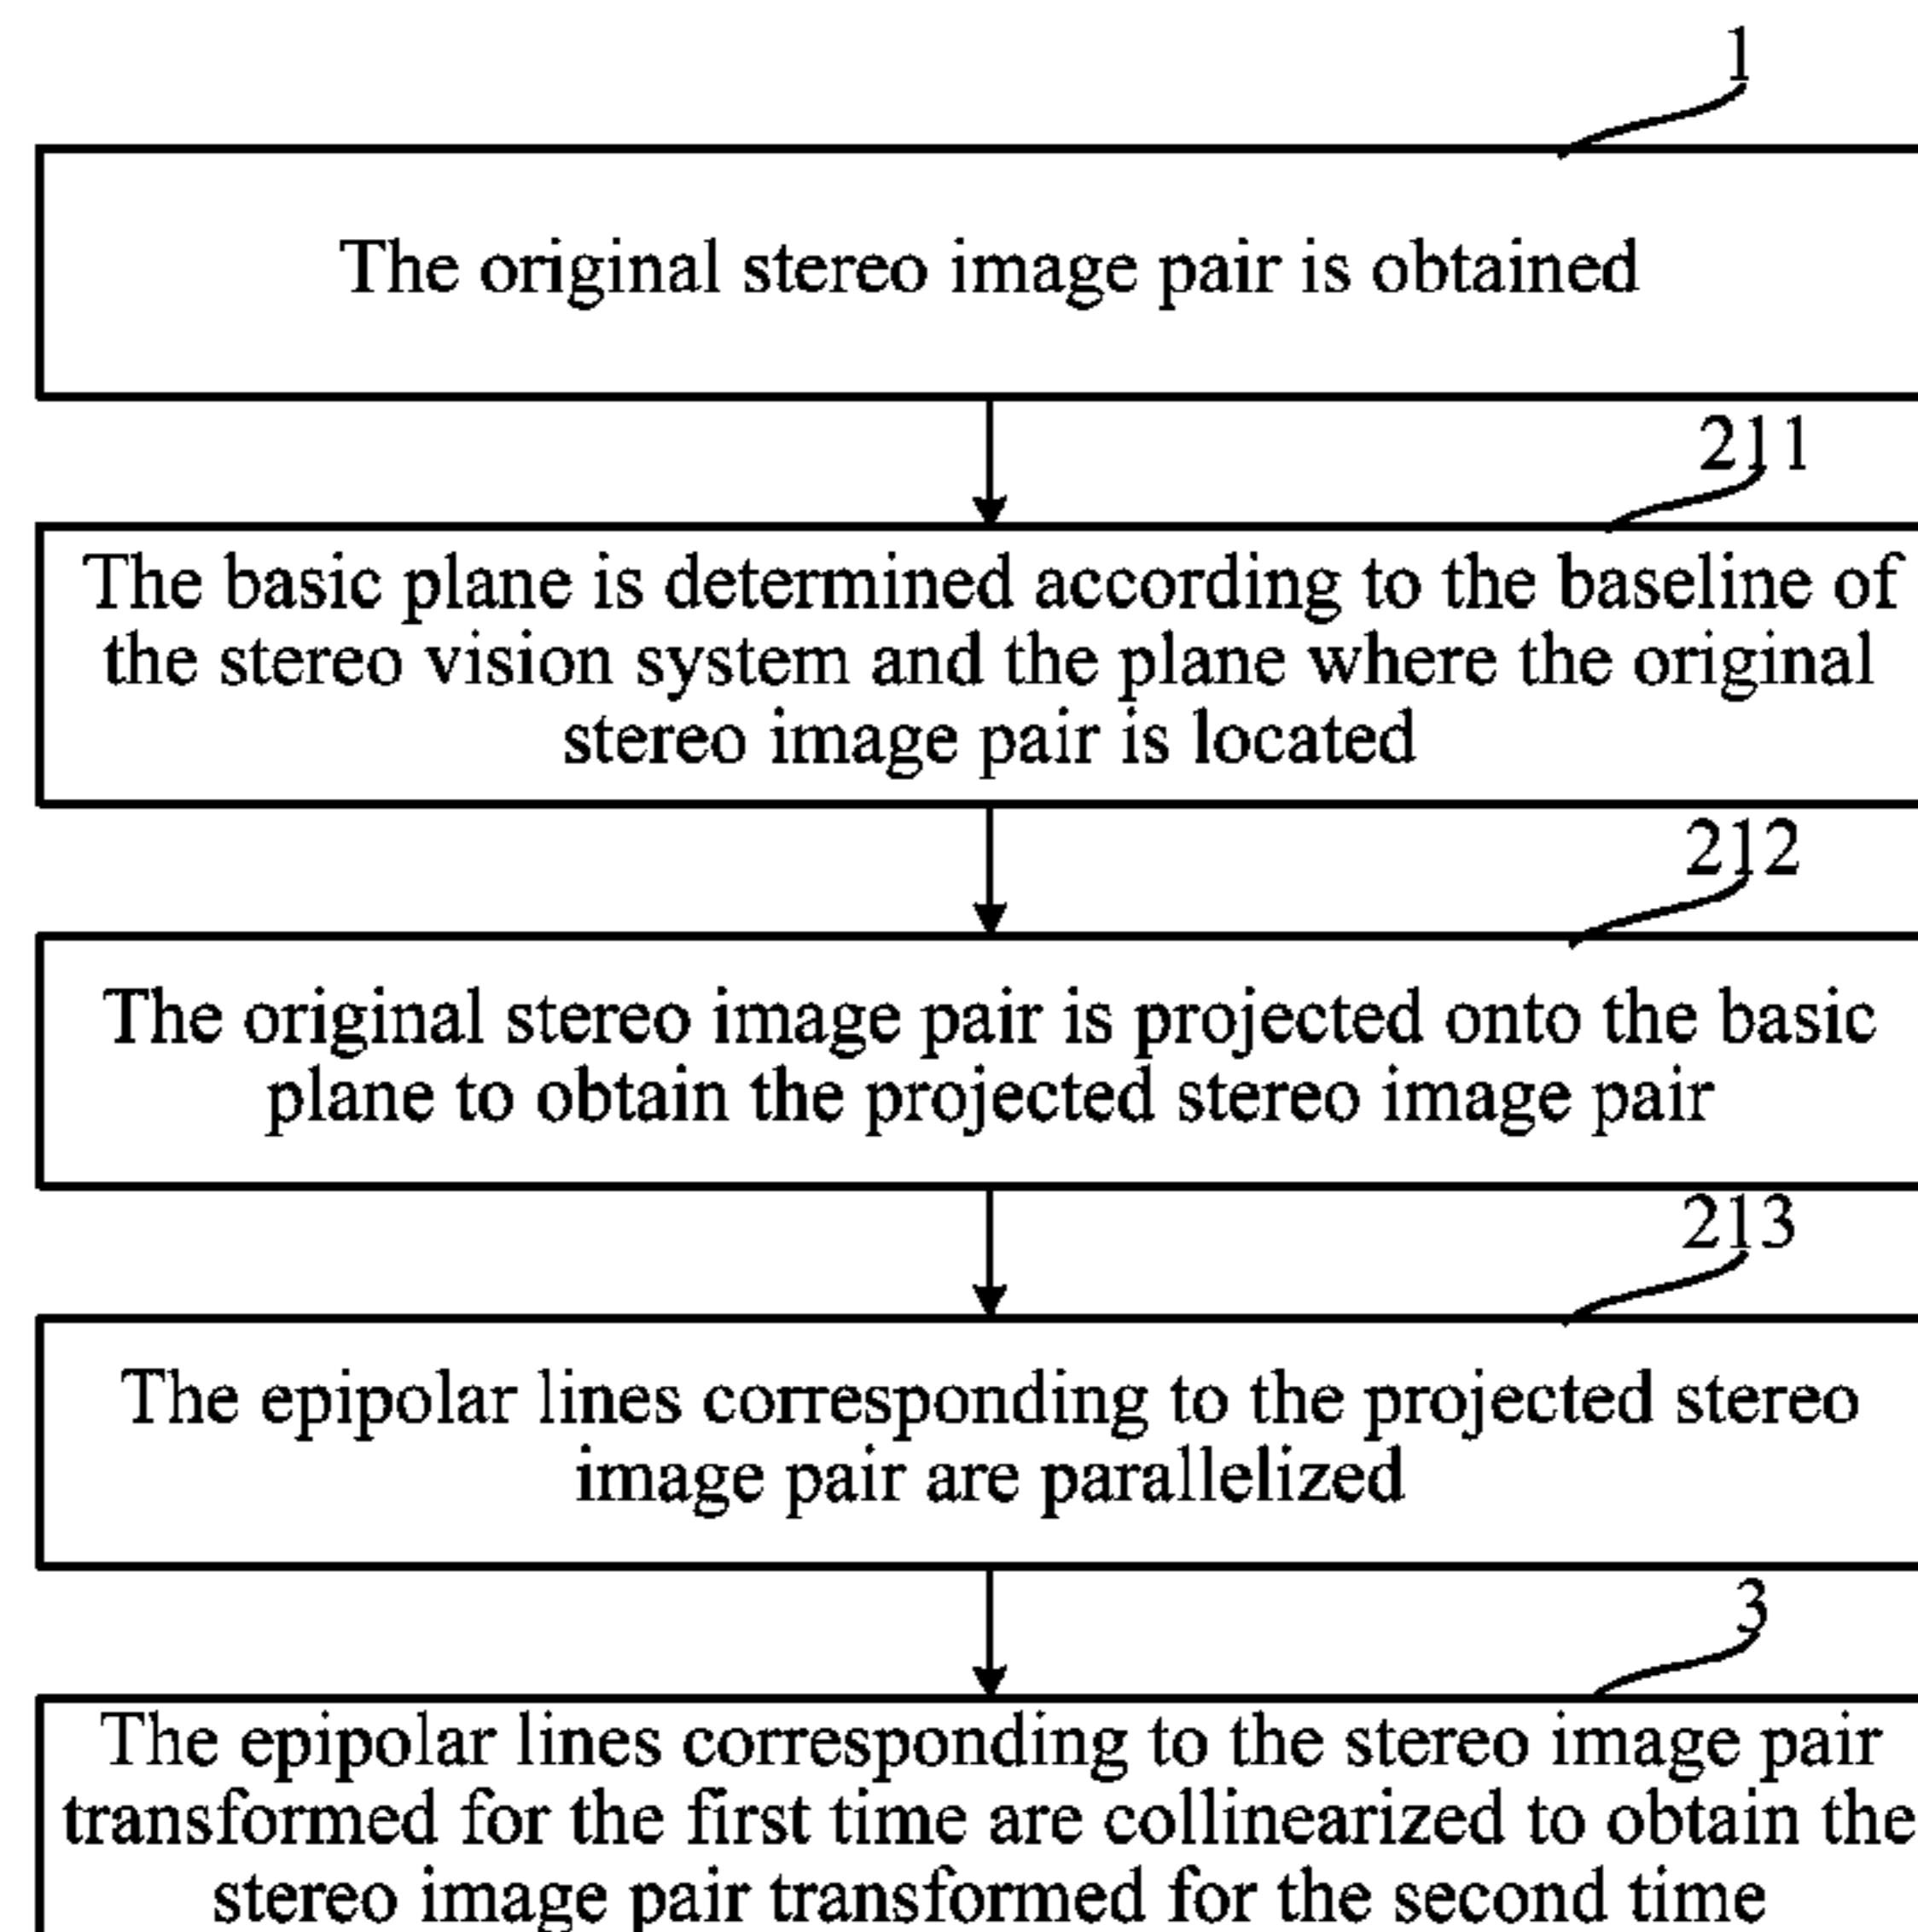 1
The original stereo image pair is obtained
211
The basic plane is determined according to the baseline of
the stereo vision system and the plane where the original
stereo image pair is located
212
The original stereo image pair is projected onto the basic
plane to obtain the projected stereo image pair
213
The epipolar lines corresponding to the projected stereo
image pair are parallelized
3
The epipolar lines corresponding to the stereo image pair
transformed for the first time are collinearized to obtain the
stereo image pair transformed for the second time